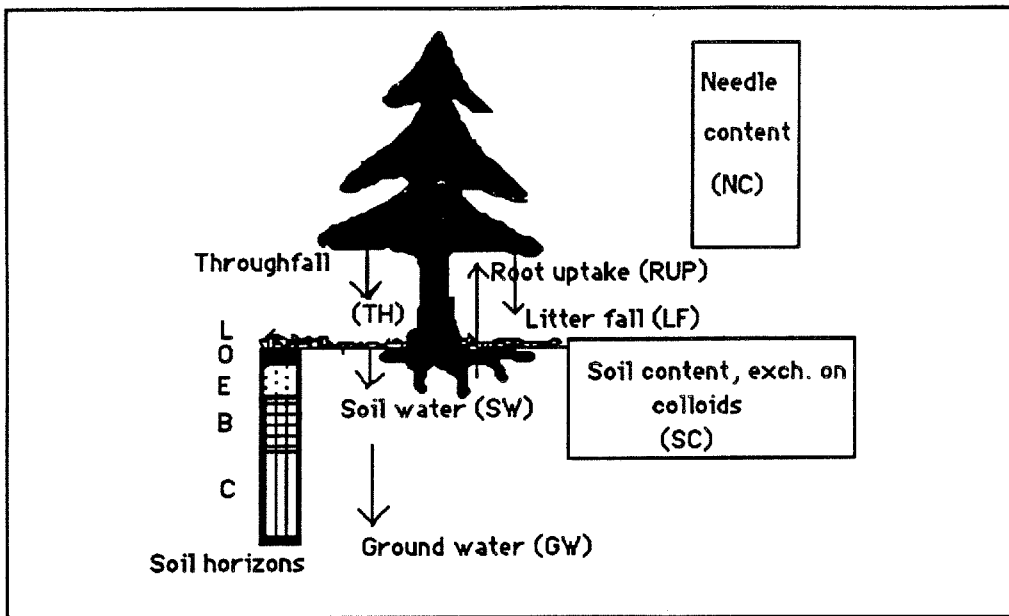 Needle
content
(NC)
Throughfall
Root uptake (RUP)
(TH)
Litter fall (LF)
L
O
E
B
C
Soil content, exch. on
colloids
(SC)
Soil water (SW)
Ground water (GW)
Soil horizons